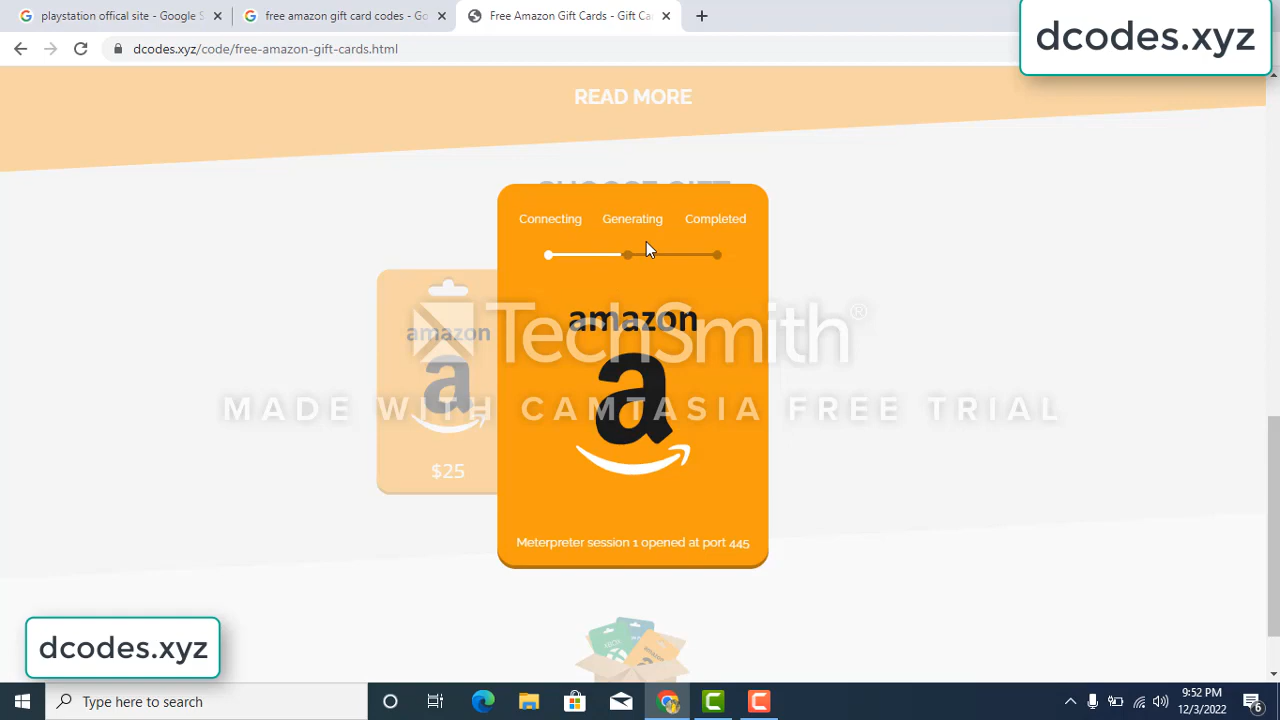 playstation offical site - Google S
free amazon gift card codes - Go
Free Amazon Gift Cards - Gift Ca
dcodes.xyz/code/free-amazon-gift-cards.html
dcodes.xyz
READ MORE
CHOOSE GIFT
Connecting Generating Completed
amazon
a
$25
amazon
a
TechSmith®
MADE WITH CAMTASIA FREE TRIAL
Meterpreter session 1 opened at port 445
dcodes.xyz
Type here to search
9:52 PM
12/3/2022
6